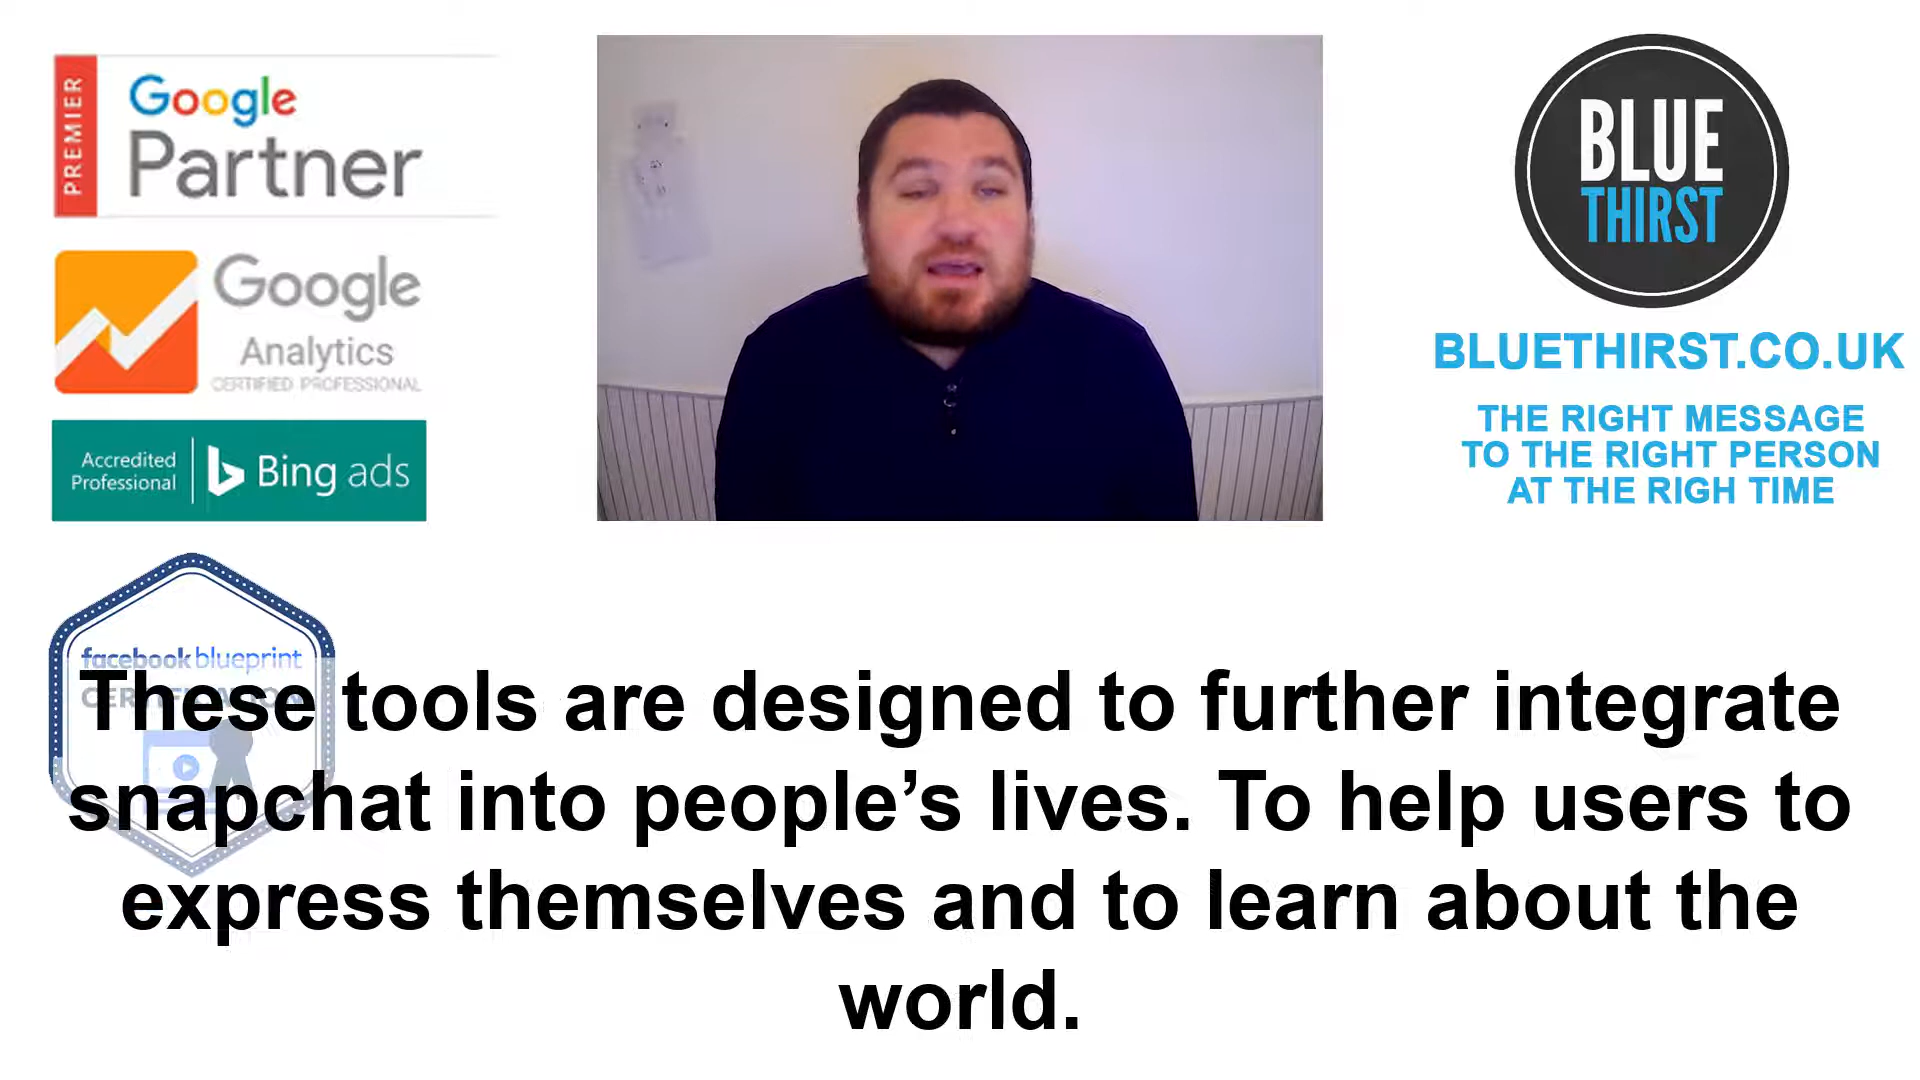 PREMIER
Google
Partner
Google
Analytics
CERTIFIED PROFESSIONAL
Accredited
Professional
Bing ads
BLUE
THIRST
BLUETHIRST.CO.UK
THE RIGHT MESSAGE
TO THE RIGHT PERSON
AT THE RIGH TIME
facebook blueprint
These tools are designed to further integrate
snapchat into people’s lives. To help users to
express themselves and to learn about the
world.